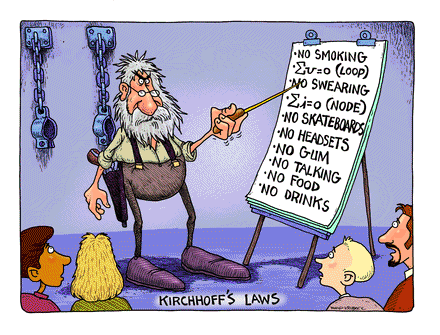 • NO SMOKING
• Σv=0 (LOOP)
• NO SWEARING
• Σi=0 (NODE)
• NO SKATEBOARDS
• NO HEADSETS
• NO GUM
• NO TALKING
• NO FOOD
• NO DRINKS
KIRCHHOFF'S LAWS